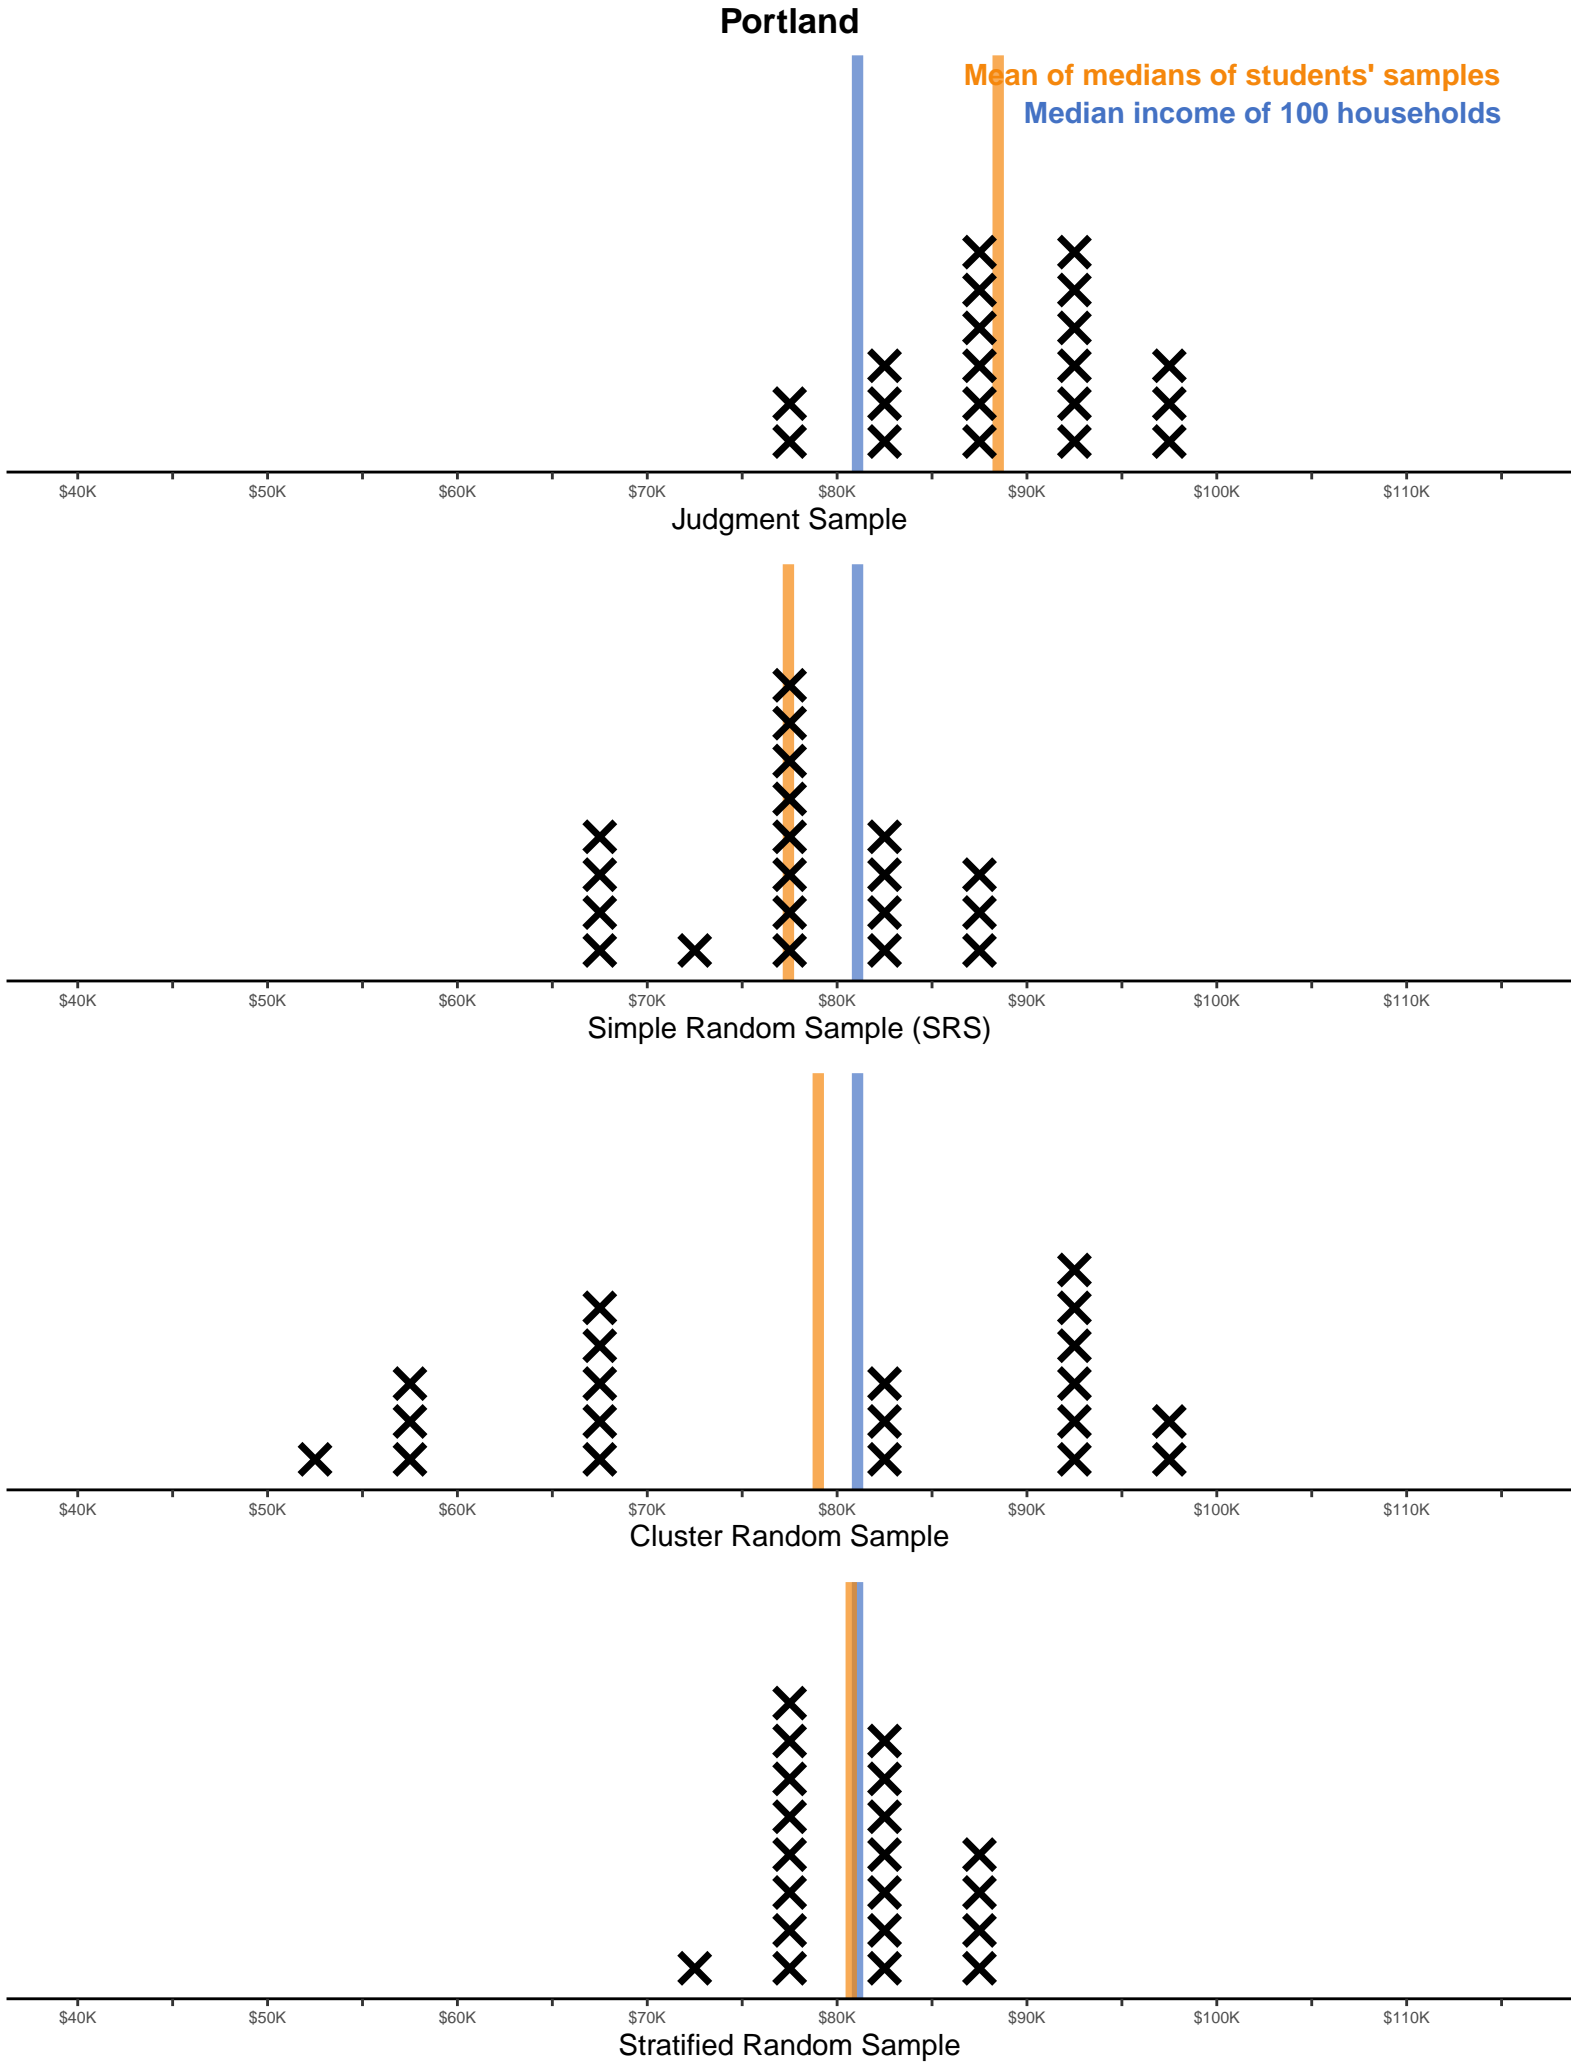 Portland
Mean of medians of students' samples
Median income of 100 households
$40K $50K $60K $70K $80K $90K $100K $110K
Judgment Sample
$40K $50K $60K $70K $80K $90K $100K $110K
Simple Random Sample (SRS)
$40K $50K $60K $70K $80K $90K $100K $110K
Cluster Random Sample
$40K $50K $60K $70K $80K $90K $100K $110K
Stratified Random Sample